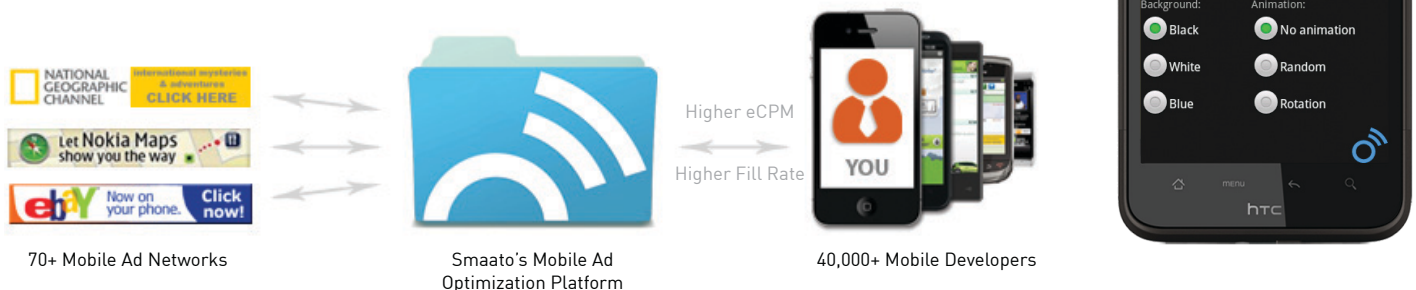 NATIONAL
GEOGRAPHIC
CHANNEL
international mysteries
& adventures
CLICK HERE
Let Nokia Maps
show you the way
ebaY
Now on
your phone.
Click
now!
70+ Mobile Ad Networks
Smaato's Mobile Ad
Optimization Platform
Higher eCPM
Higher Fill Rate
YOU
40,000+ Mobile Developers
Background:
Animation:
Black
No animation
White
Random
Blue
Rotation
menu
hTC